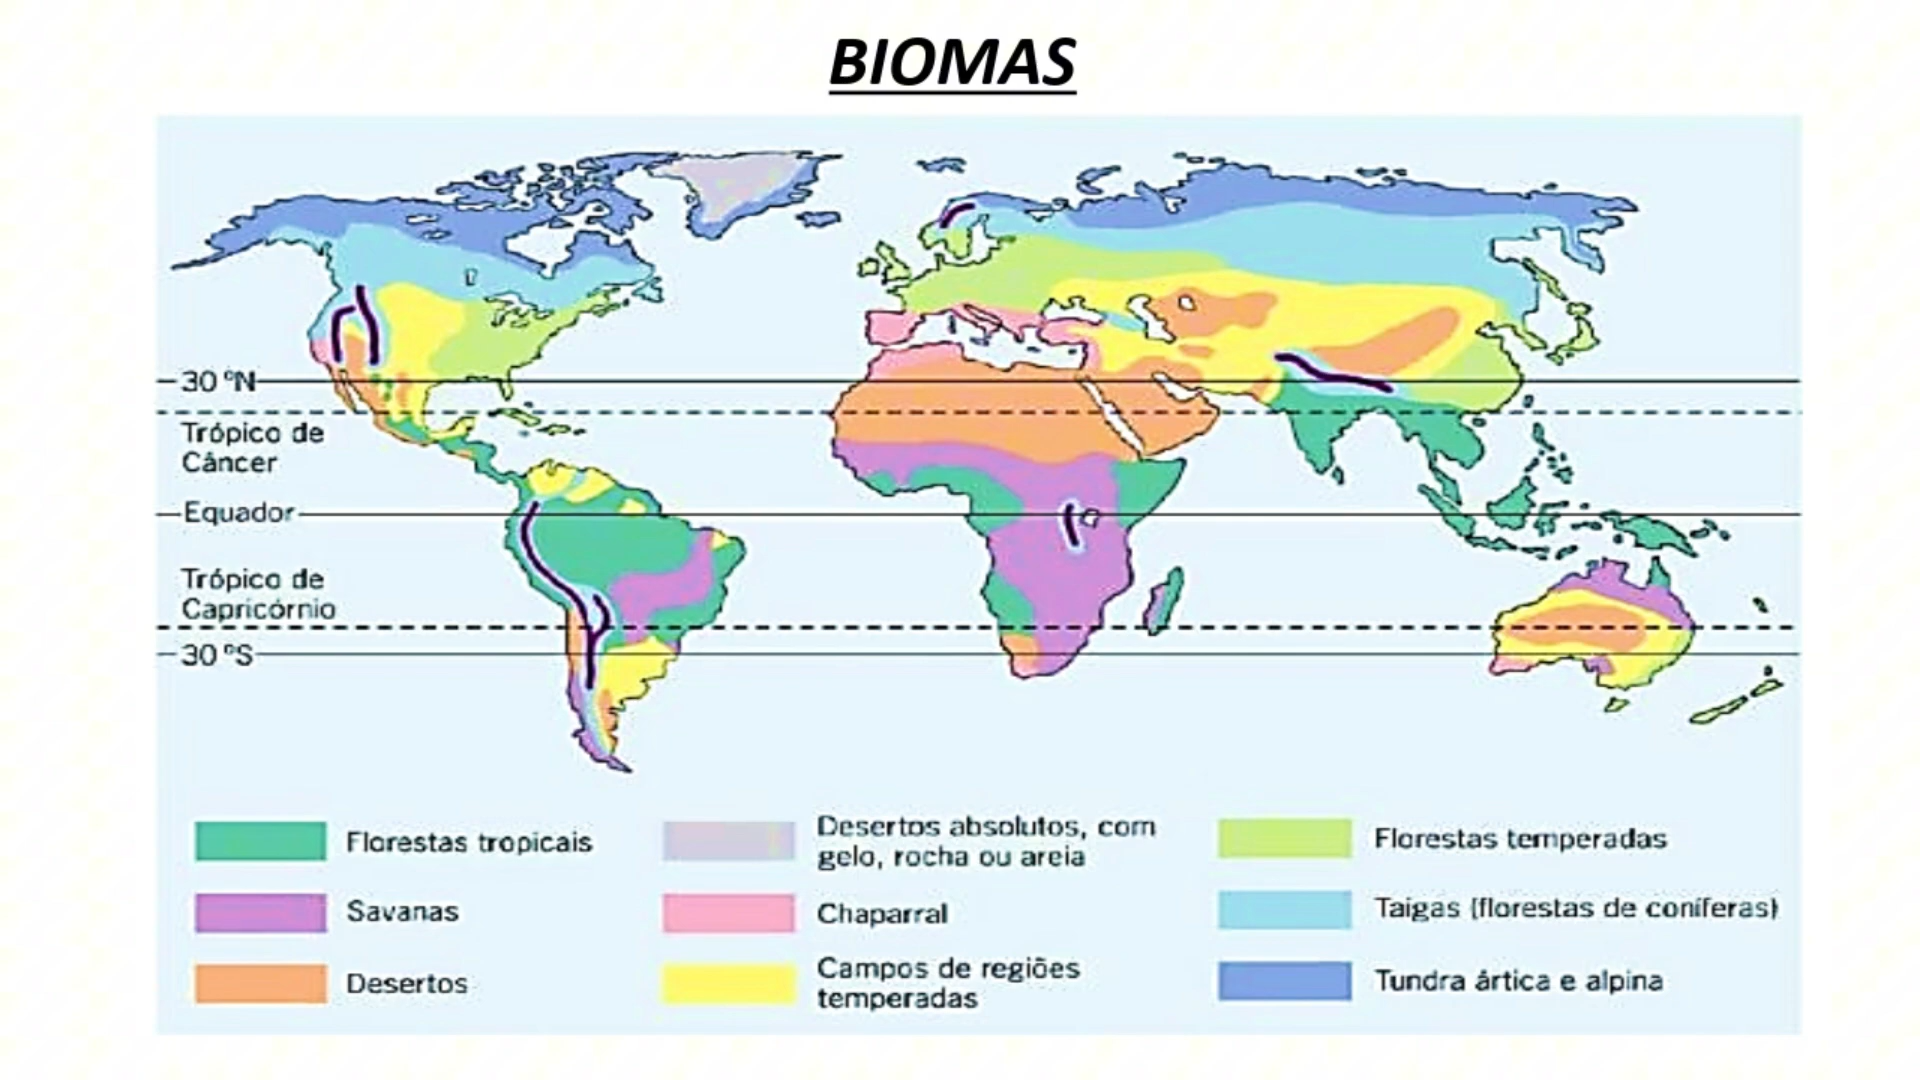 BIOMAS
30 ºN
Trópico de
Câncer
Equador
Trópico de
Capricórnio
30 ºS
Florestas tropicais
Savanas
Desertos
Desertos absolutos, com
gelo, rocha ou areia
Chaparral
Campos de regiões
temperadas
Florestas temperadas
Taigas (florestas de coníferas)
Tundra ártica e alpina